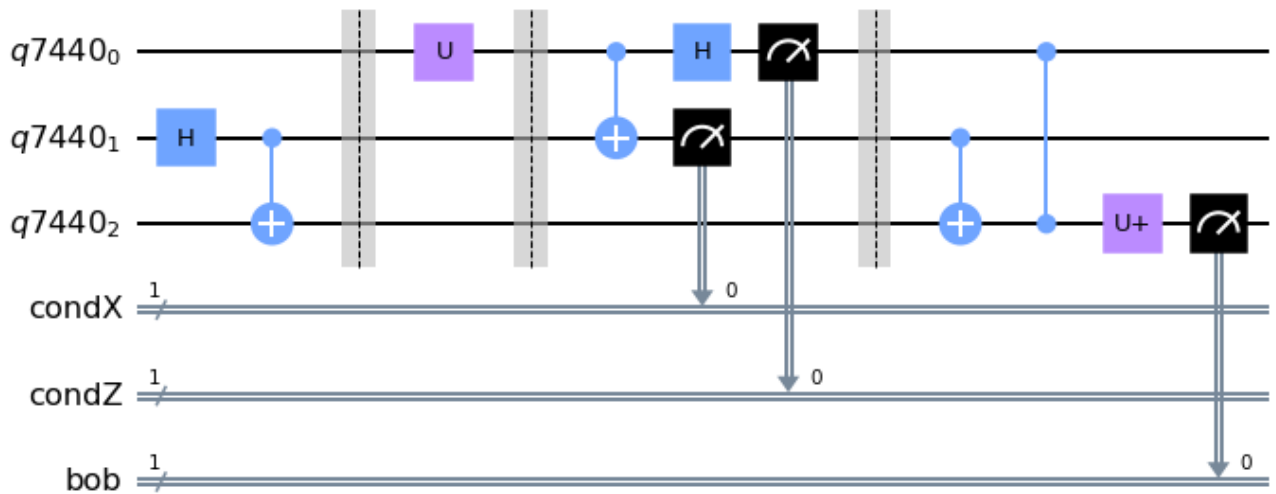 q7440₀ U H
q7440₁ H
q7440₂ U+
condX 1 0
condZ 1 0
bob 1 0